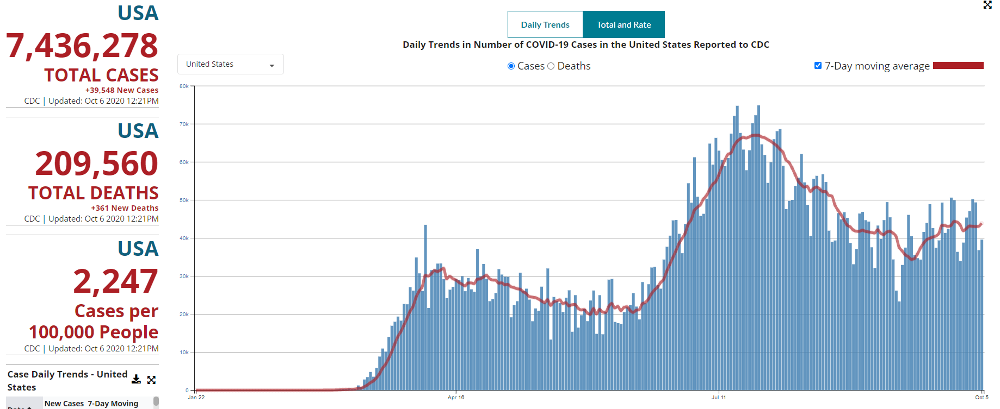 USA
7,436,278
TOTAL CASES
+39,548 New Cases
CDC | Updated: Oct 6 2020 12:21PM
USA
209,560
TOTAL DEATHS
+361 New Deaths
CDC | Updated: Oct 6 2020 12:21PM
USA
2,247
Cases per
100,000 People
CDC | Updated: Oct 6 2020 12:21PM
Case Daily Trends - United
States
New Cases 7-Day Moving
Daily Trends
Total and Rate
Daily Trends in Number of COVID-19 Cases in the United States Reported to CDC
United States
Cases
Deaths
7-Day moving average
80k
70k
60k
50k
40k
30k
20k
10k
0
Jan 22
Apr 16
Jul 11
Oct 5